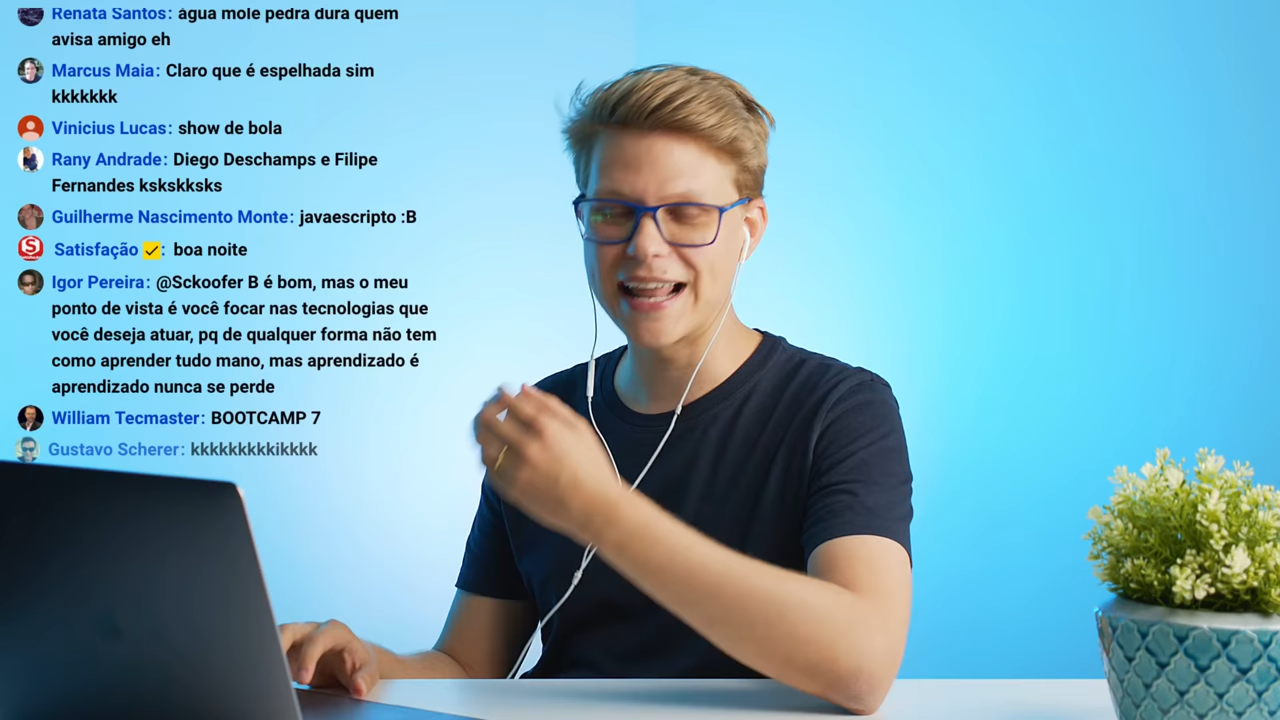 Renata Santos: água mole pedra dura quem
avisa amigo eh
Marcus Maia: Claro que é espelhada sim
kkkkkkk
Vinicius Lucas: show de bola
Rany Andrade: Diego Deschamps e Filipe
Fernandes ksksksksks
Guilherme Nascimento Monte: javaescripto :B
Satisfação ✓: boa noite
Igor Pereira: @Sckoofer B é bom, mas o meu
ponto de vista é você focar nas tecnologias que
você deseja atuar, pq de qualquer forma não tem
como aprender tudo mano, mas aprendizado é
aprendizado nunca se perde
William Tecmaster: BOOTCAMP 7
Gustavo Scherer: kkkkkkkkkikkkk